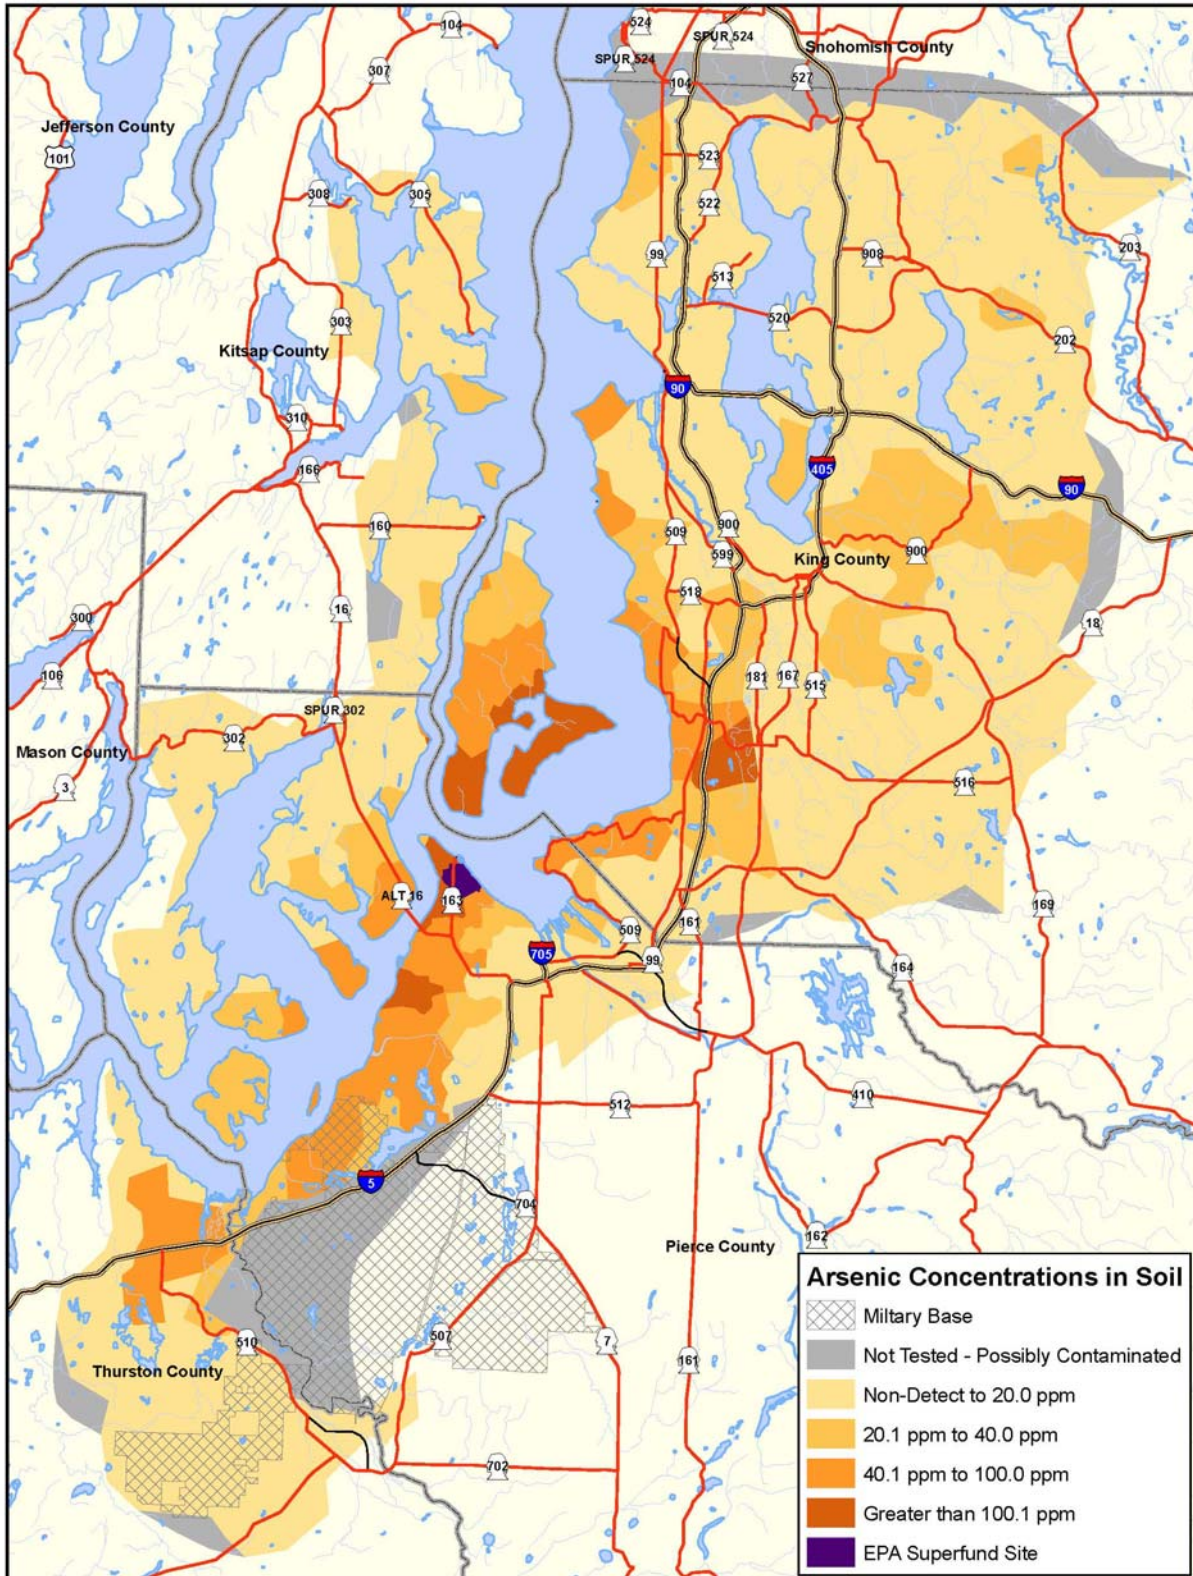 104
524
SPUR 524
SPUR 524
Snohomish County
307
104
527
Jefferson County
101
523
308
305
522
99
908
203
513
303
520
202
Kitsap County
90
310
166
405
90
160
509
900
599
King County
900
518
300
16
18
106
181
167
515
SPUR 302
302
Mason County
3
516
ALT 16
163
169
509
161
705
99
164
512
410
5
704
162
Pierce County
510
507
7
161
Thurston County
702
Arsenic Concentrations in Soil
Miltary Base
Not Tested - Possibly Contaminated
Non-Detect to 20.0 ppm
20.1 ppm to 40.0 ppm
40.1 ppm to 100.0 ppm
Greater than 100.1 ppm
EPA Superfund Site